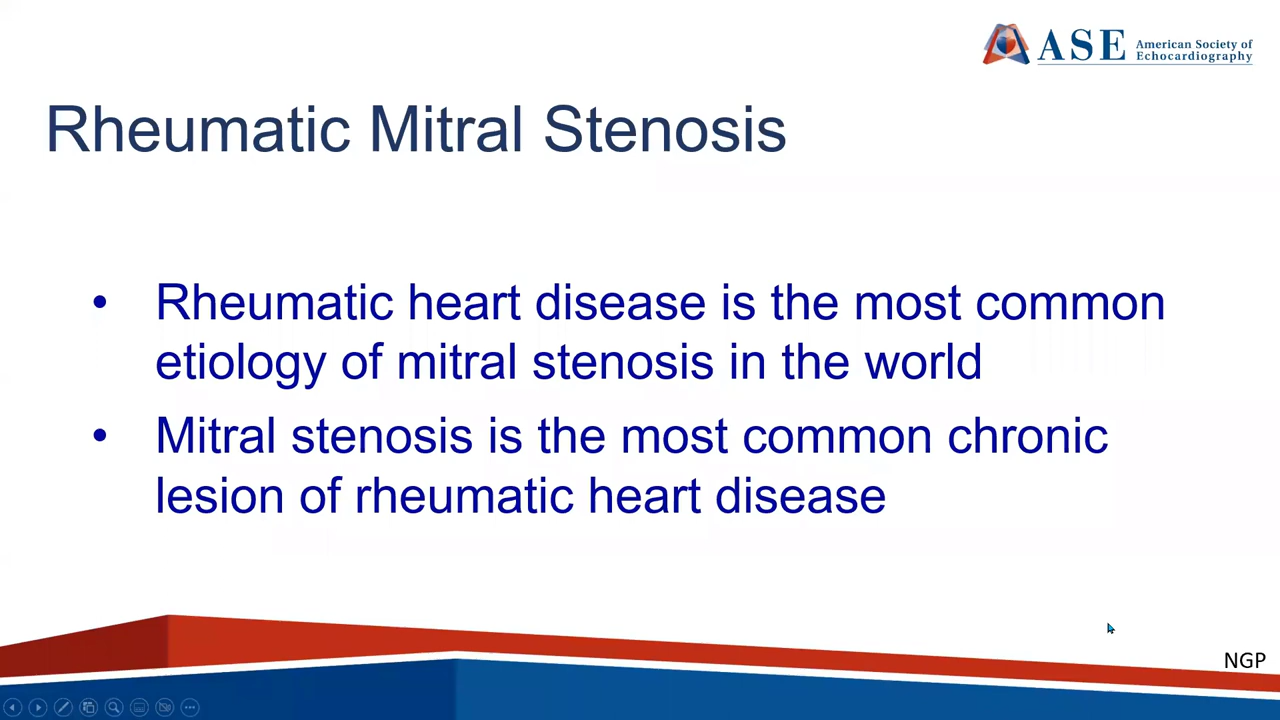 ASE American Society of
Echocardiography
Rheumatic Mitral Stenosis
• Rheumatic heart disease is the most common
etiology of mitral stenosis in the world
• Mitral stenosis is the most common chronic
lesion of rheumatic heart disease
NGP